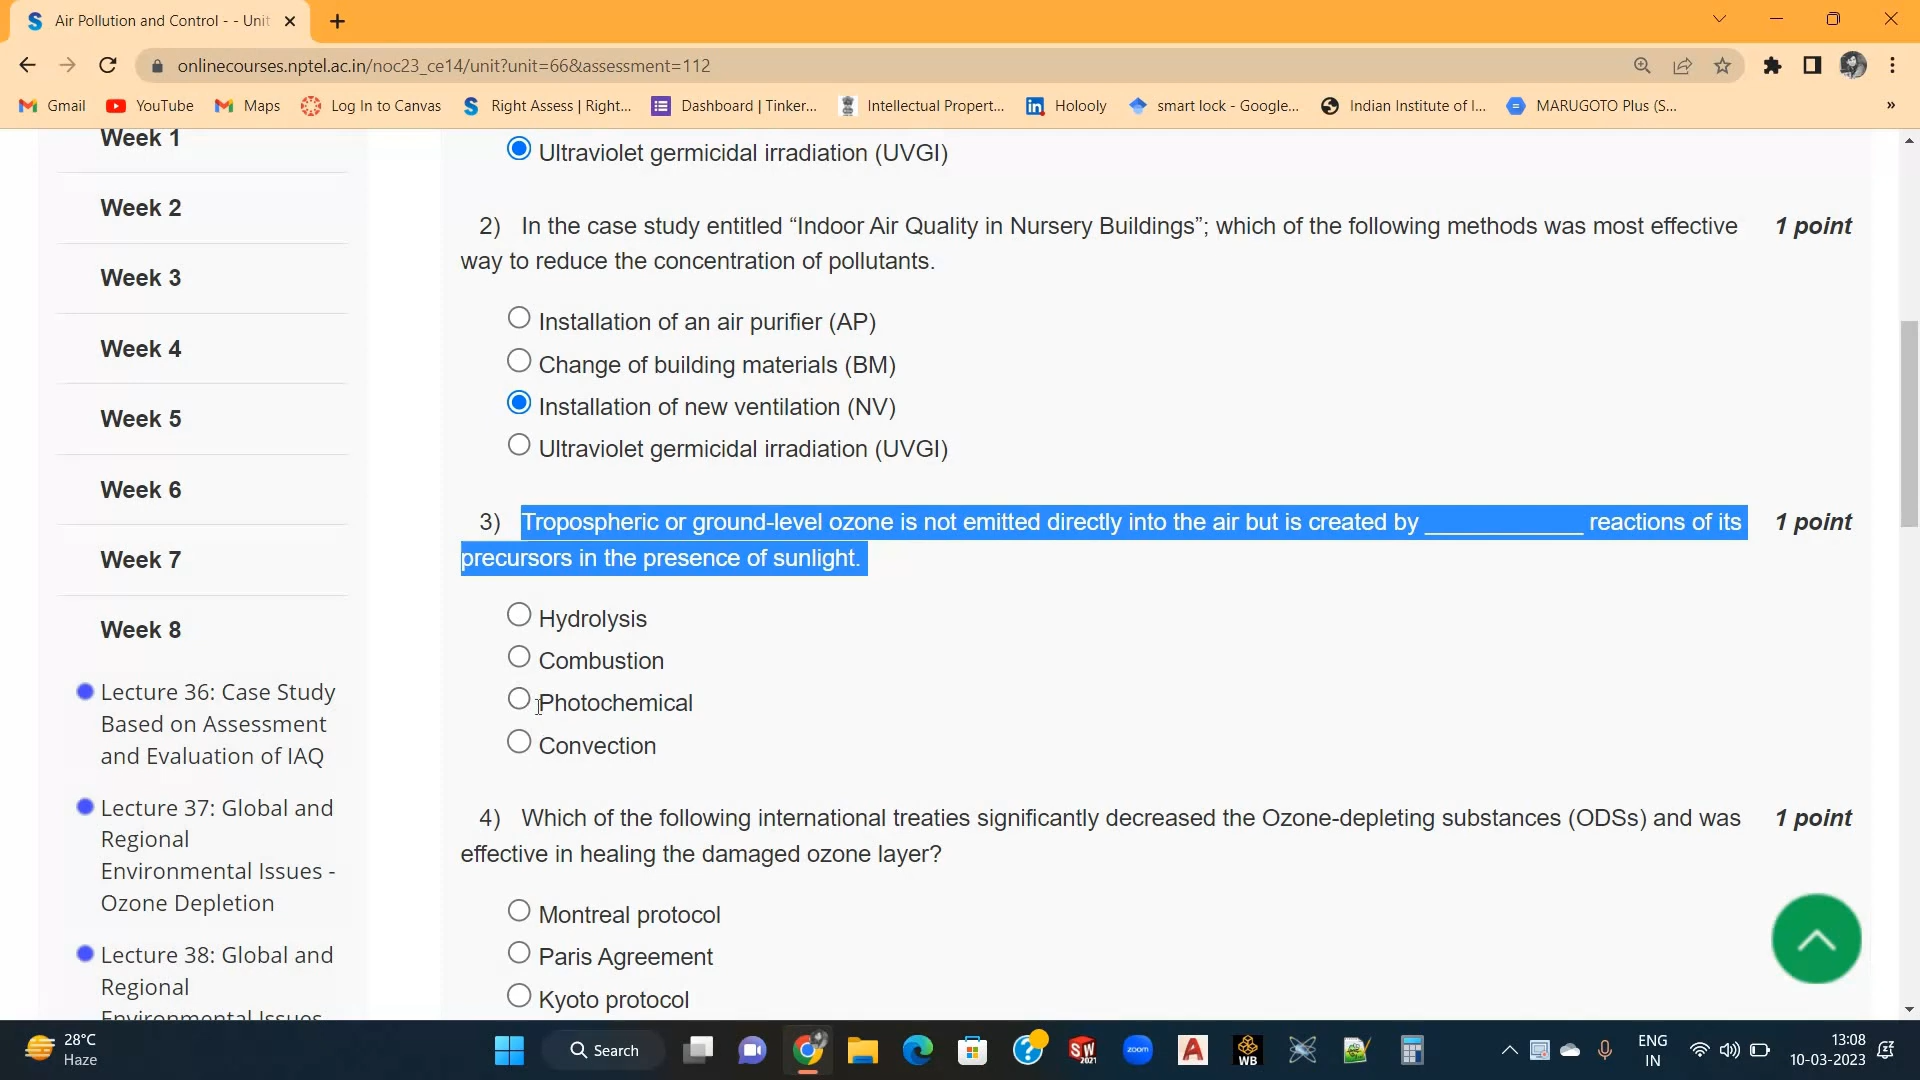 Air Pollution and Control - - Unit
onlinecourses.nptel.ac.in/noc23_ce14/unit?unit=66&assessment=112
Gmail YouTube Maps Log In to Canvas Right Assess | Right... Dashboard | Tinker... Intellectual Propert... Holooly smart lock - Google... Indian Institute of I... MARUGOTO Plus (S... »
Week 1
Week 2
Week 3
Week 4
Week 5
Week 6
Week 7
Week 8
Lecture 36: Case Study
Based on Assessment
and Evaluation of IAQ
Lecture 37: Global and
Regional
Environmental Issues -
Ozone Depletion
Lecture 38: Global and
Regional
Environmental Issues
Ultraviolet germicidal irradiation (UVGI)
2) In the case study entitled “Indoor Air Quality in Nursery Buildings”; which of the following methods was most effective 1 point
way to reduce the concentration of pollutants.
Installation of an air purifier (AP)
Change of building materials (BM)
Installation of new ventilation (NV)
Ultraviolet germicidal irradiation (UVGI)
3) Tropospheric or ground-level ozone is not emitted directly into the air but is created by ____________ reactions of its 1 point
precursors in the presence of sunlight.
Hydrolysis
Combustion
Photochemical
Convection
4) Which of the following international treaties significantly decreased the Ozone-depleting substances (ODSs) and was 1 point
effective in healing the damaged ozone layer?
Montreal protocol
Paris Agreement
Kyoto protocol
28°C
Haze
Search
SW
2021
zoom
A
WB
ENG
IN
13:08
10-03-2023